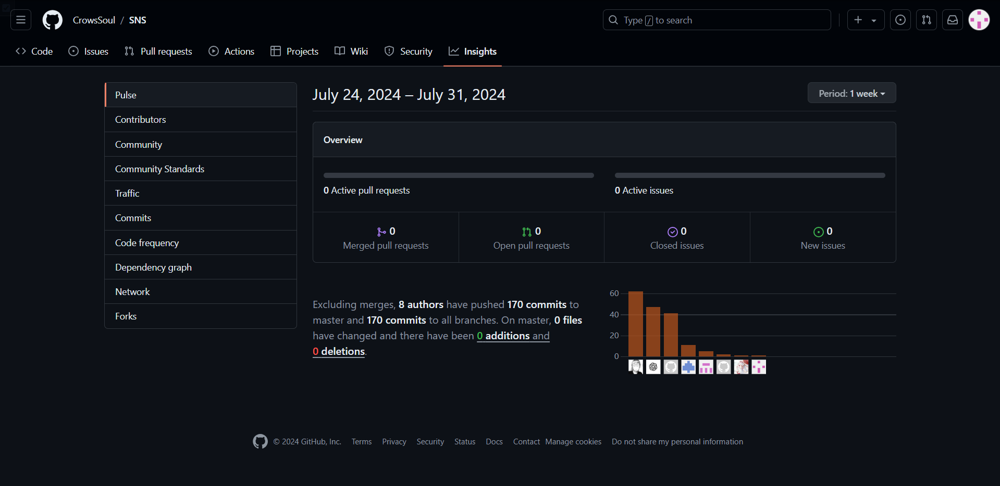 CrowsSoul / SNS
Type / to search
Code Issues Pull requests Actions Projects Wiki Security Insights
Pulse
Contributors
Community
Community Standards
Traffic
Commits
Code frequency
Dependency graph
Network
Forks
July 24, 2024 – July 31, 2024
Period: 1 week
Overview
0 Active pull requests
0 Active issues
0
Merged pull requests
0
Open pull requests
0
Closed issues
0
New issues
Excluding merges, 8 authors have pushed 170 commits to
master and 170 commits to all branches. On master, 0 files
have changed and there have been 0 additions and
0 deletions.
60
40
20
0
© 2024 GitHub, Inc. Terms Privacy Security Status Docs Contact Manage cookies Do not share my personal information